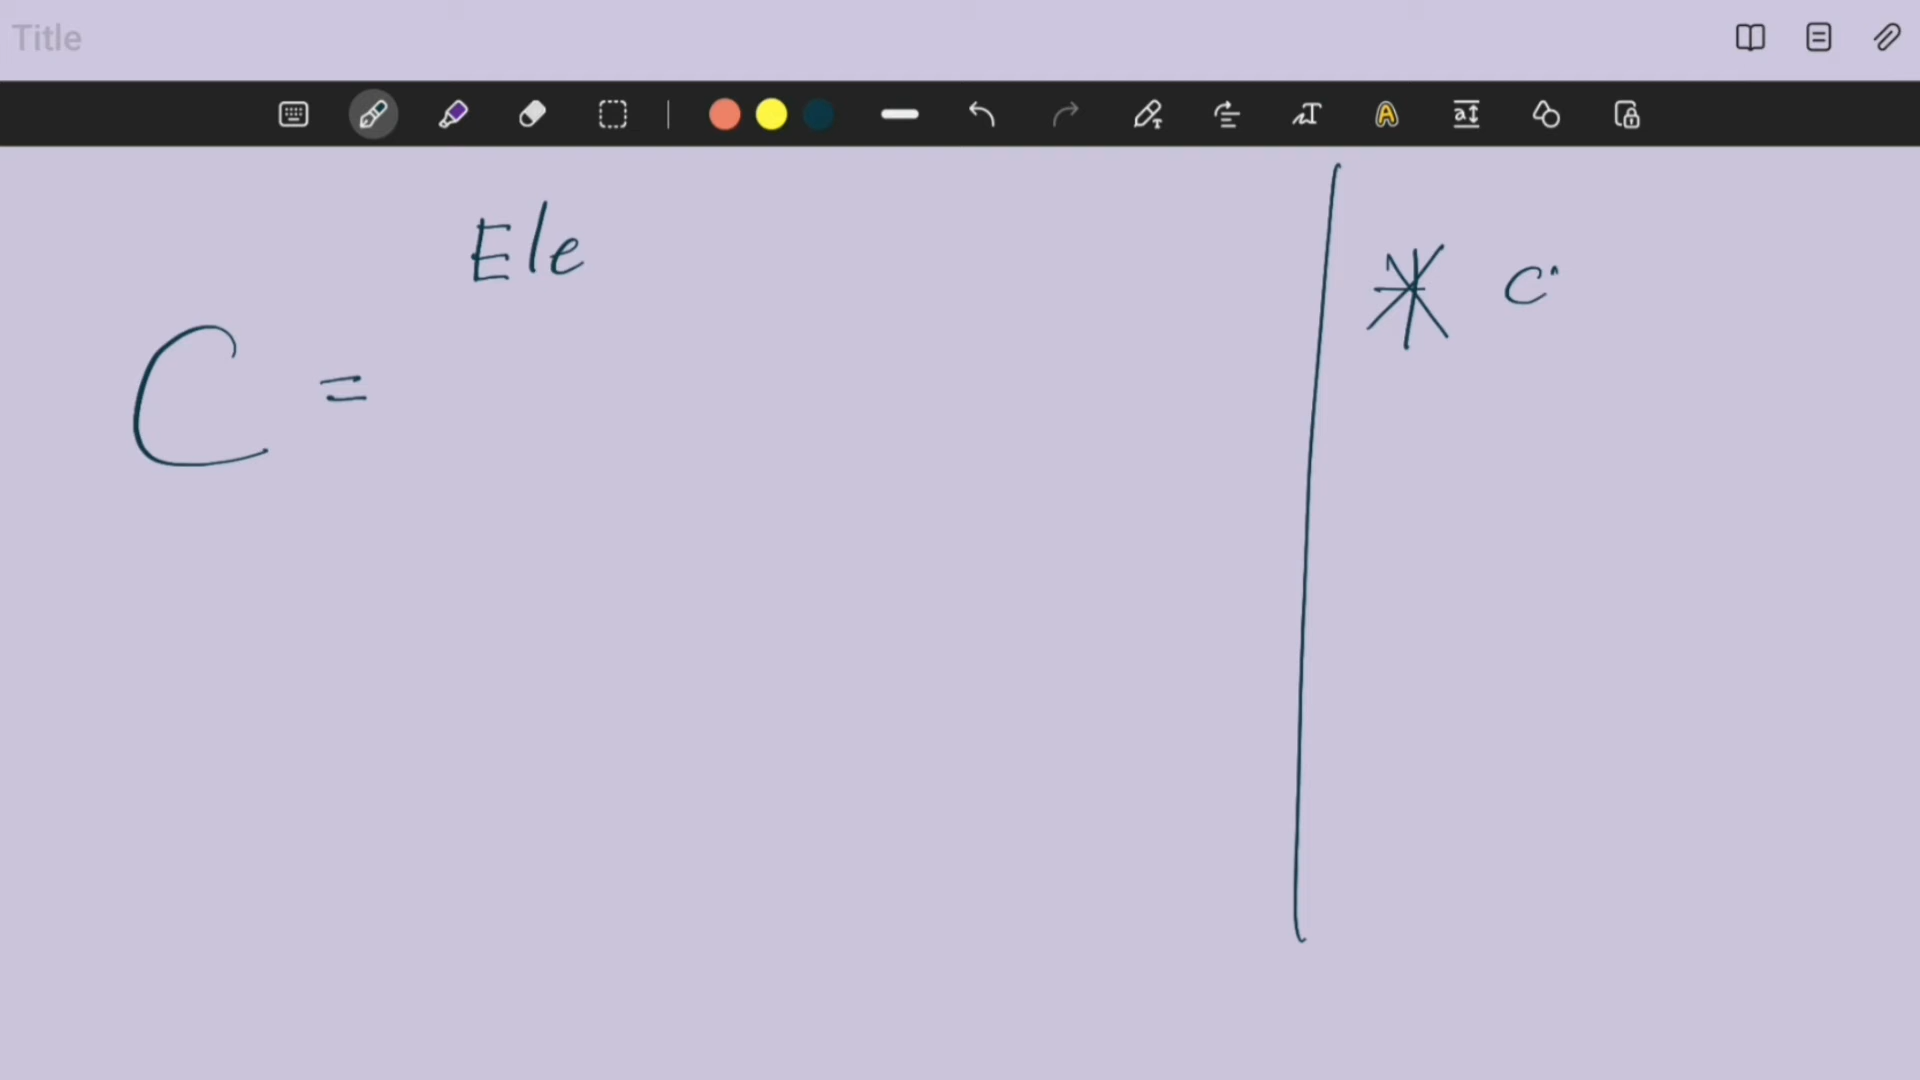 Title
Ele
C =
* C